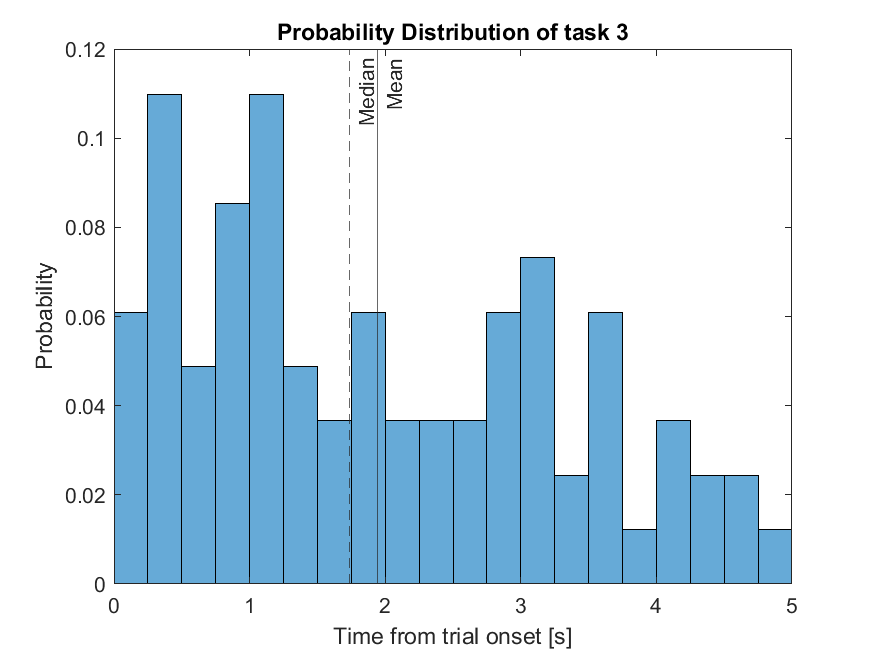 Probability Distribution of task 3
0.12
0.1
0.08
0.06
0.04
0.02
0
Probability
Median
Mean
0 1 2 3 4 5
Time from trial onset [s]